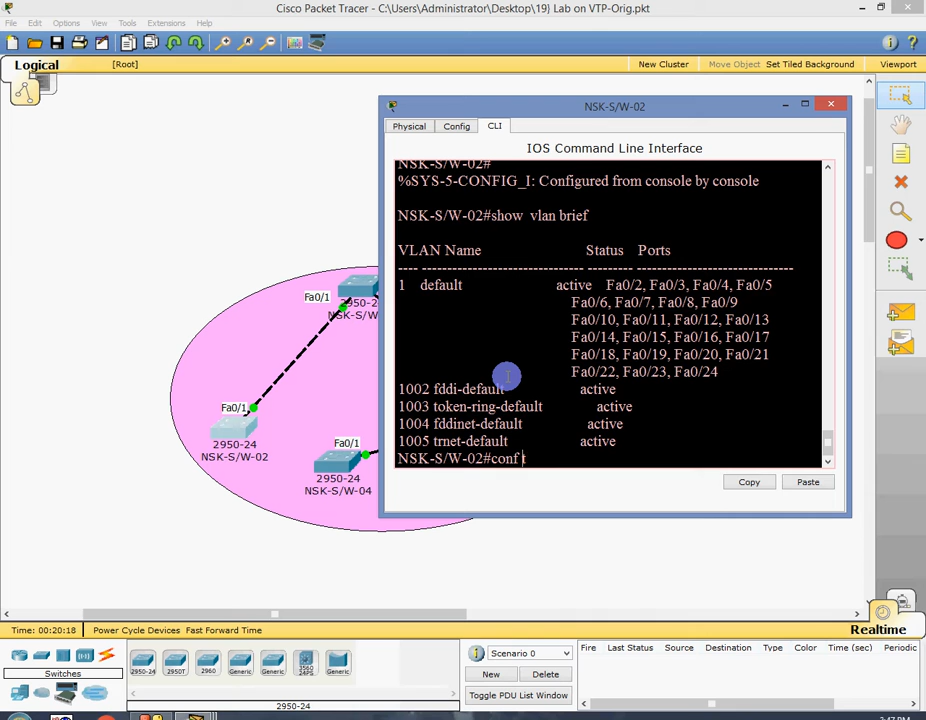 Cisco Packet Tracer - C:\Users\Administrator\Desktop\19) Lab on VTP-Orig.pkt
File Edit Options View Tools Extensions Help
Logical [Root] New Cluster Move Object Set Tiled Background Viewport
NSK-S/W-02
Physical Config CLI
IOS Command Line Interface
NSK-S/W-02#
%SYS-5-CONFIG_I: Configured from console by console
NSK-S/W-02#show vlan brief
VLAN Name Status Ports
---- -------------------------------- --------- -------------------------------
1 default active Fa0/2, Fa0/3, Fa0/4, Fa0/5
Fa0/6, Fa0/7, Fa0/8, Fa0/9
Fa0/10, Fa0/11, Fa0/12, Fa0/13
Fa0/14, Fa0/15, Fa0/16, Fa0/17
Fa0/18, Fa0/19, Fa0/20, Fa0/21
Fa0/22, Fa0/23, Fa0/24
1002 fddi-default active
1003 token-ring-default active
1004 fddinet-default active
1005 trnet-default active
NSK-S/W-02#conf t
Copy Paste
Fa0/1
2950-2
NSK-S/W
Fa0/1
2950-24
NSK-S/W-02
Fa0/1
2950-24
NSK-S/W-04
Time: 00:20:18 Power Cycle Devices Fast Forward Time
Realtime
Switches
2950-24 2950T 2960 Generic Generic 3560 24PS Generic
2950-24
Scenario 0
New Delete
Toggle PDU List Window
Fire Last Status Source Destination Type Color Time (sec) Periodic